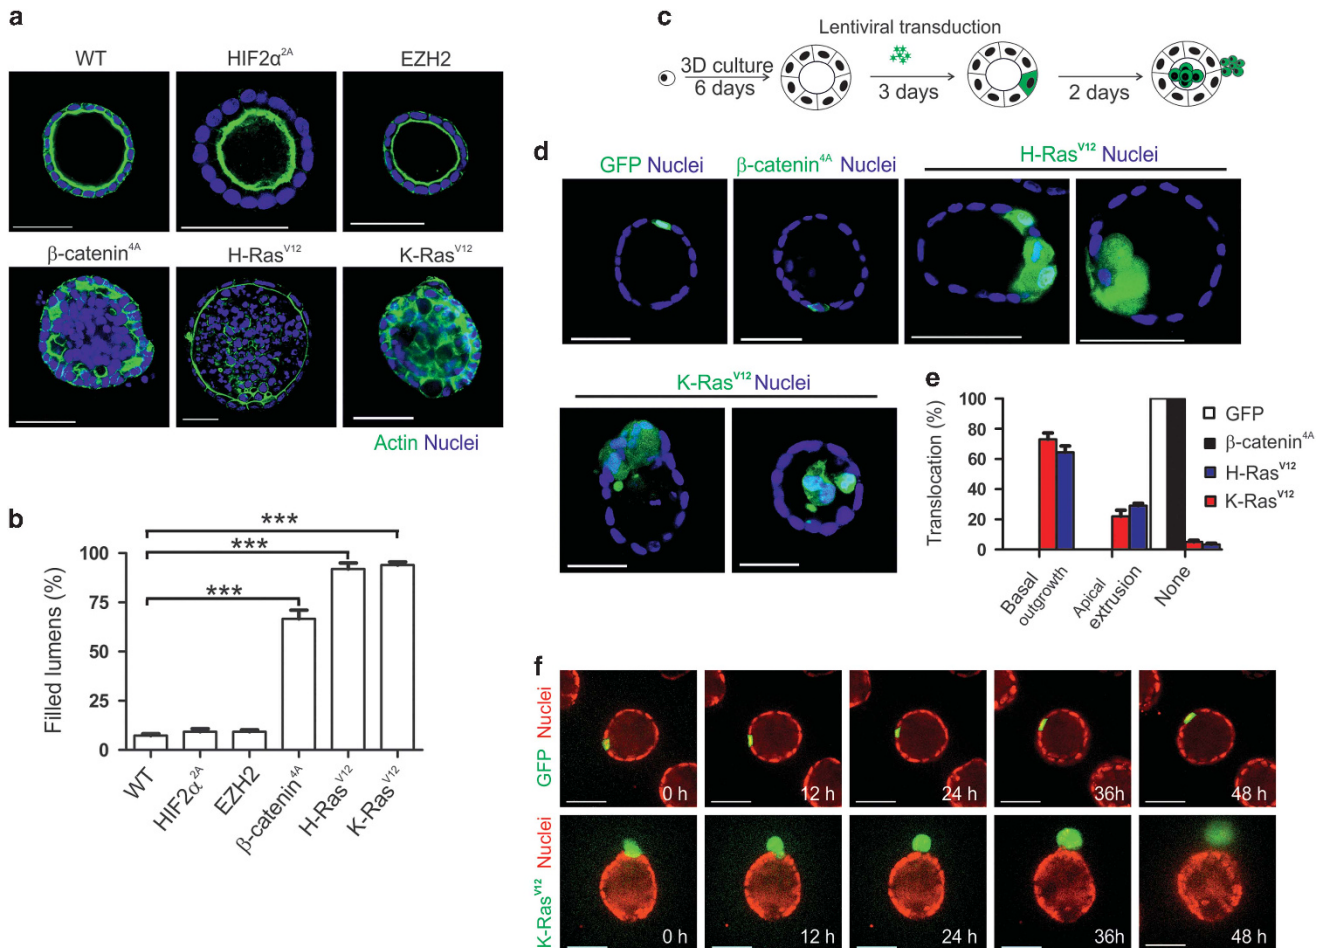 a
WT
HIF2α2A
EZH2
β-catenin4A
H-RasV12
K-RasV12
Actin Nuclei
b
Filled lumens (%)
100
75
50
25
0
***
***
***
WT
HIF2α2A
EZH2
β-catenin4A
H-RasV12
K-RasV12
c
Lentiviral transduction
3D culture
6 days
3 days
2 days
d
GFP Nuclei
β-catenin4A Nuclei
H-RasV12 Nuclei
K-RasV12 Nuclei
e
Translocation (%)
100
80
60
40
20
0
Basal
outgrowth
Apical
extrusion
None
GFP
β-catenin4A
H-RasV12
K-RasV12
f
GFP Nuclei
0 h
12 h
24 h
36h
48 h
K-RasV12 Nuclei
0 h
12 h
24 h
36h
48 h